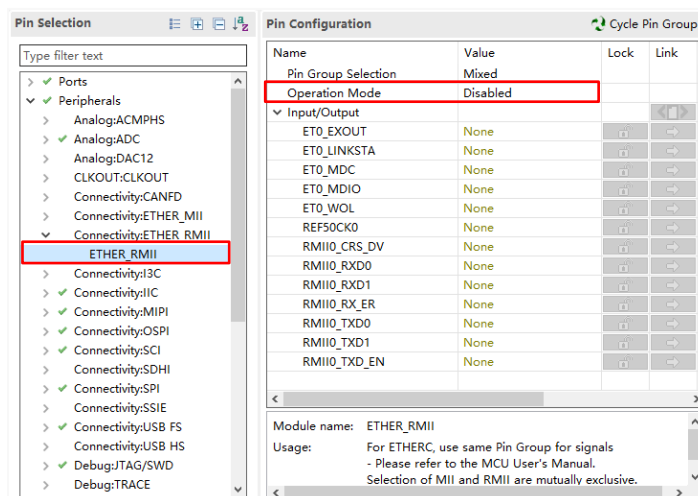 Pin Selection
Type filter text
Ports
Peripherals
Analog:ACMPHS
Analog:ADC
Analog:DAC12
CLKOUT:CLKOUT
Connectivity:CANFD
Connectivity:ETHER_MII
Connectivity:ETHER_RMII
ETHER_RMII
Connectivity:I3C
Connectivity:IIC
Connectivity:MIPI
Connectivity:OSPI
Connectivity:SCI
Connectivity:SDHI
Connectivity:SPI
Connectivity:SSIE
Connectivity:USB FS
Connectivity:USB HS
Debug:JTAG/SWD
Debug:TRACE
Pin Configuration
Cycle Pin Group
Name Value Lock Link
Pin Group Selection Mixed
Operation Mode Disabled
Input/Output
ET0_EXOUT None
ET0_LINKSTA None
ET0_MDC None
ET0_MDIO None
ET0_WOL None
REF50CK0 None
RMII0_CRS_DV None
RMII0_RXD0 None
RMII0_RXD1 None
RMII0_RX_ER None
RMII0_TXD0 None
RMII0_TXD1 None
RMII0_TXD_EN None
Module name: ETHER_RMII
Usage: For ETHERC, use same Pin Group for signals
- Please refer to the MCU User's Manual.
Selection of MII and RMII are mutually exclusive.